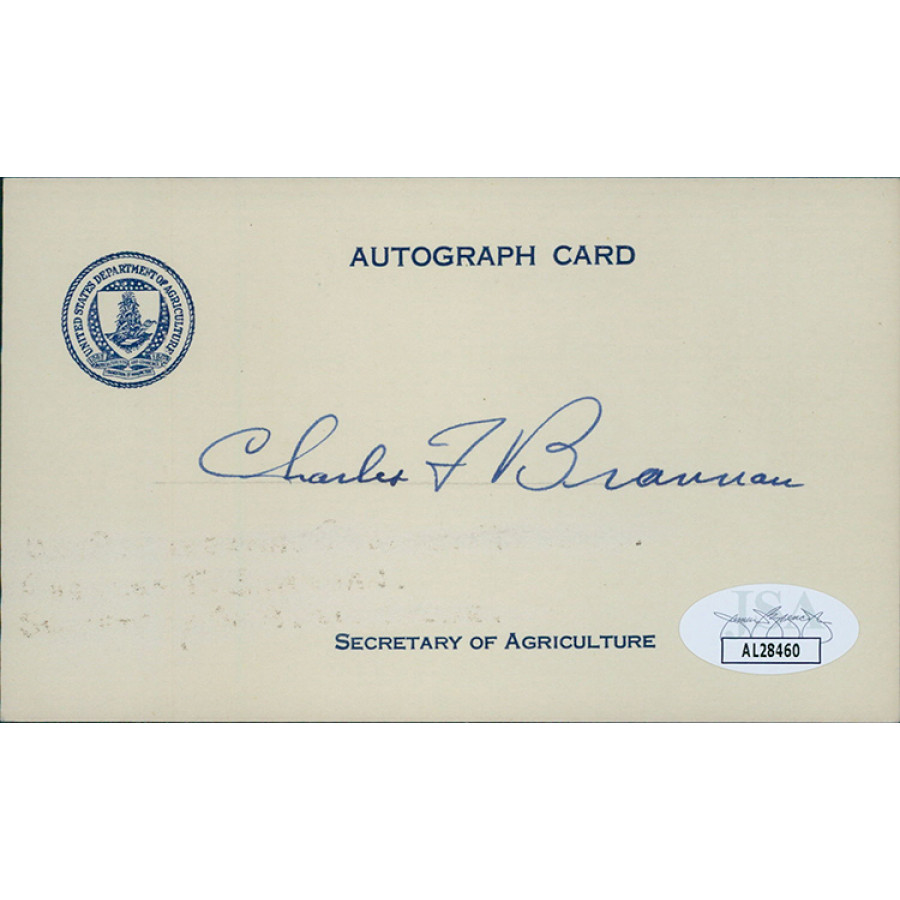 AUTOGRAPH CARD
UNITED STATES DEPARTMENT OF AGRICULTURE
Charles F Brannan
SECRETARY OF AGRICULTURE
JSA
AL28460